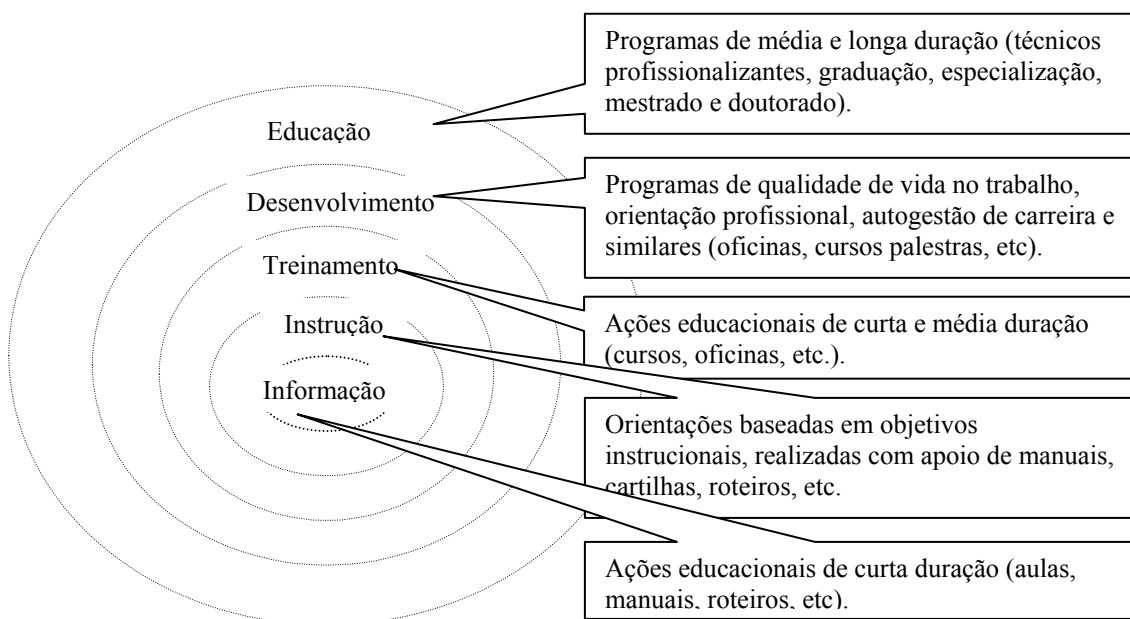 Programas de média e longa duração (técnicos
profissionalizantes, graduação, especialização,
mestrado e doutorado).
Educação
Programas de qualidade de vida no trabalho,
orientação profissional, autogestão de carreira e
similares (oficinas, cursos palestras, etc).
Desenvolvimento
Treinamento
Ações educacionais de curta e média duração
(cursos, oficinas, etc.).
Instrução
Informação
Orientações baseadas em objetivos
instrucionais, realizadas com apoio de manuais,
cartilhas, roteiros, etc.
Ações educacionais de curta duração (aulas,
manuais, roteiros, etc).